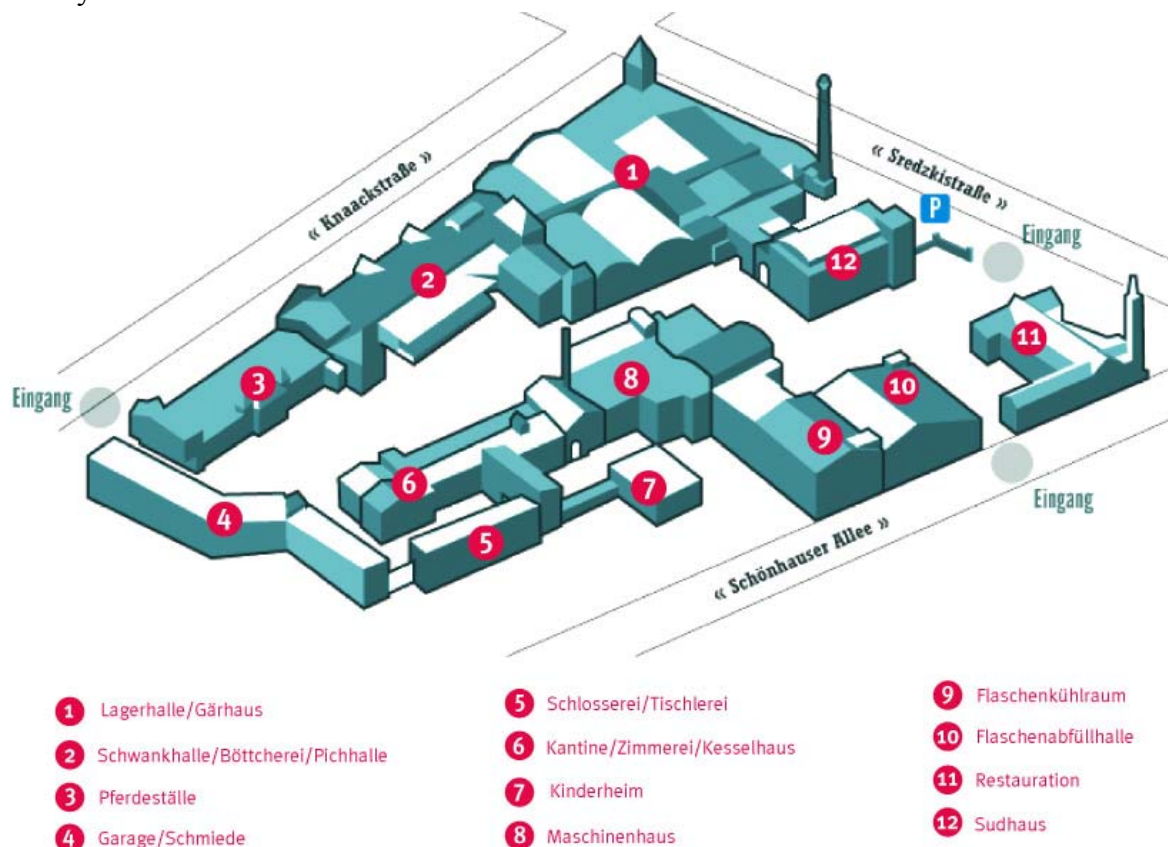 « Knaackstraße »
« Sredzkistraße »
P
Eingang
1
12
2
11
3
8
10
Eingang
9
6
7
4
5
Eingang
« Schönhauser Allee »
1 Lagerhalle/Gärhaus
2 Schwankhalle/Böttcherei/Pichhalle
3 Pferdeställe
4 Garage/Schmiede
5 Schlosserei/Tischlerei
6 Kantine/Zimmerei/Kesselhaus
7 Kinderheim
8 Maschinenhaus
9 Flaschenkühlraum
10 Flaschenabfüllhalle
11 Restauration
12 Sudhaus